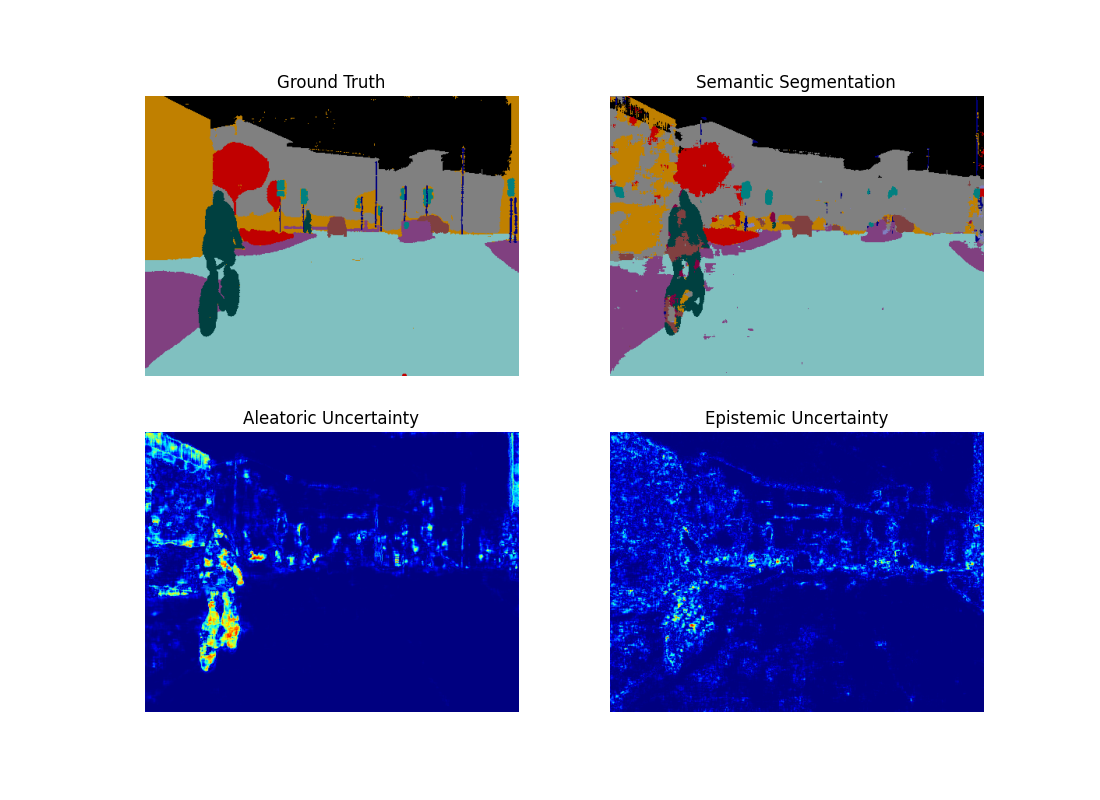 Ground Truth
Semantic Segmentation
Aleatoric Uncertainty
Epistemic Uncertainty